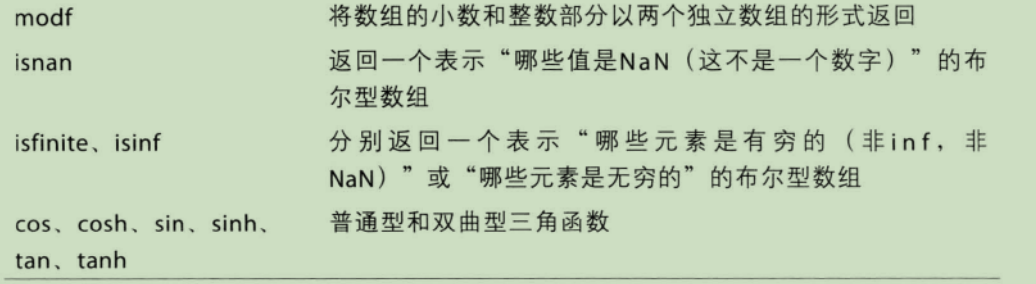 modf 将数组的小数和整数部分以两个独立数组的形式返回
isnan 返回一个表示“哪些值是NaN（这不是一个数字）”的布
尔型数组
isfinite、isinf 分别返回一个表示“哪些元素是有穷的（非inf，非
NaN）”或“哪些元素是无穷的”的布尔型数组
cos、cosh、sin、sinh、 普通型和双曲型三角函数
tan、tanh